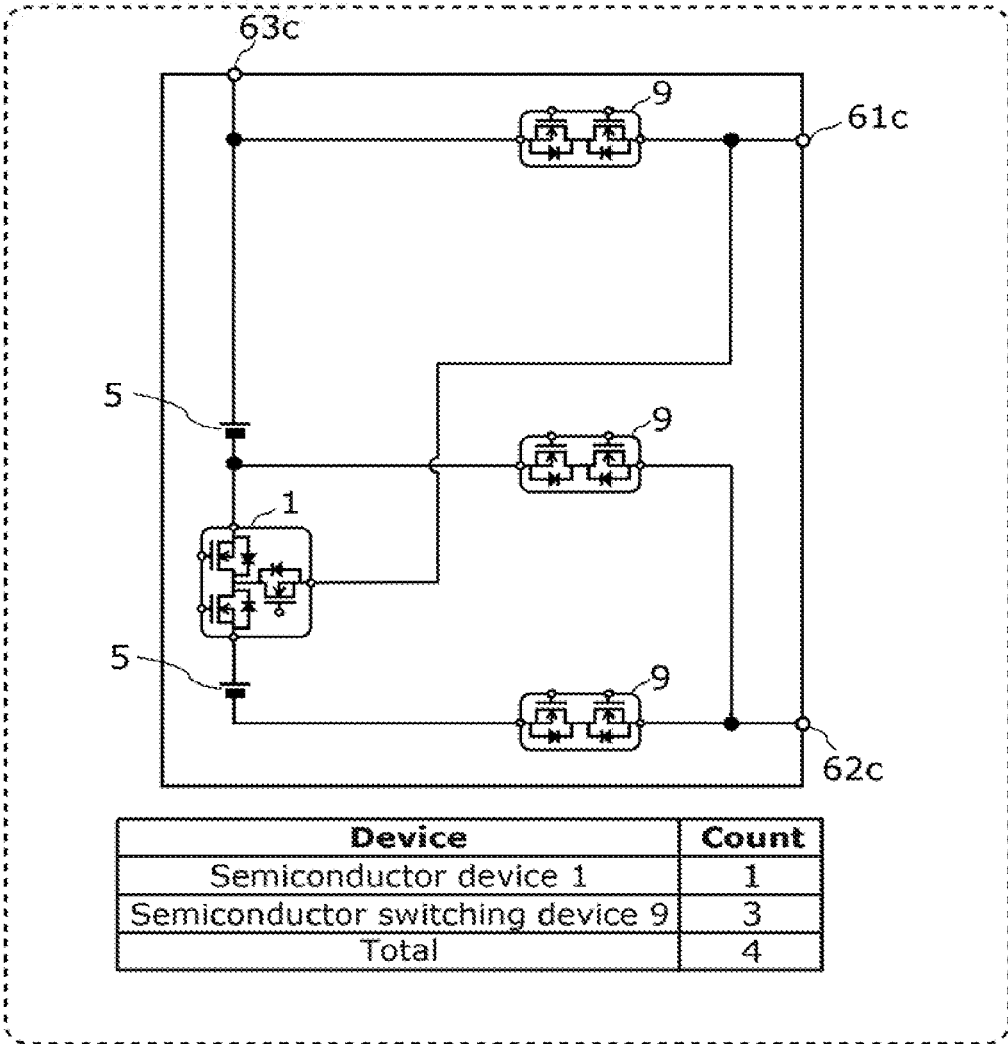 63c
9
61c
5
9
1
5
9
62c
Device Count
Semiconductor device 1 1
Semiconductor switching device 9 3
Total 4